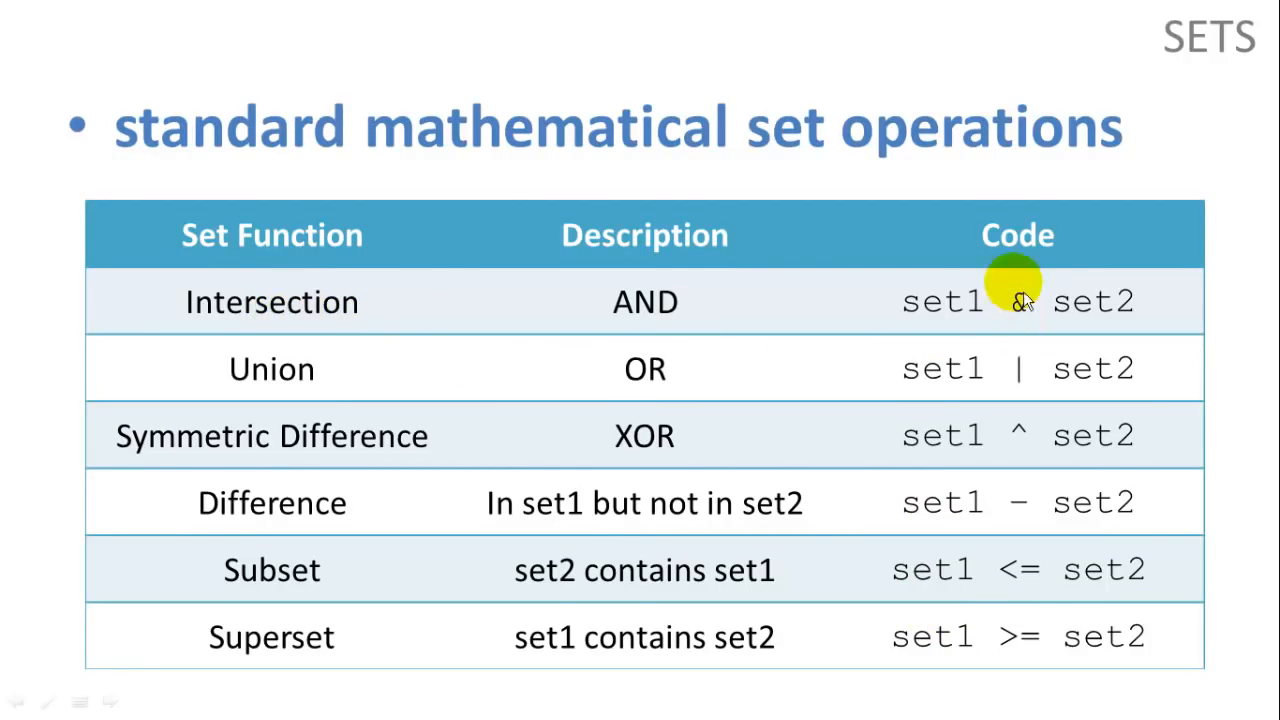 SETS
• standard mathematical set operations
Set Function Description Code
Intersection AND set1 & set2
Union OR set1 | set2
Symmetric Difference XOR set1 ^ set2
Difference In set1 but not in set2 set1 – set2
Subset set2 contains set1 set1 <= set2
Superset set1 contains set2 set1 >= set2